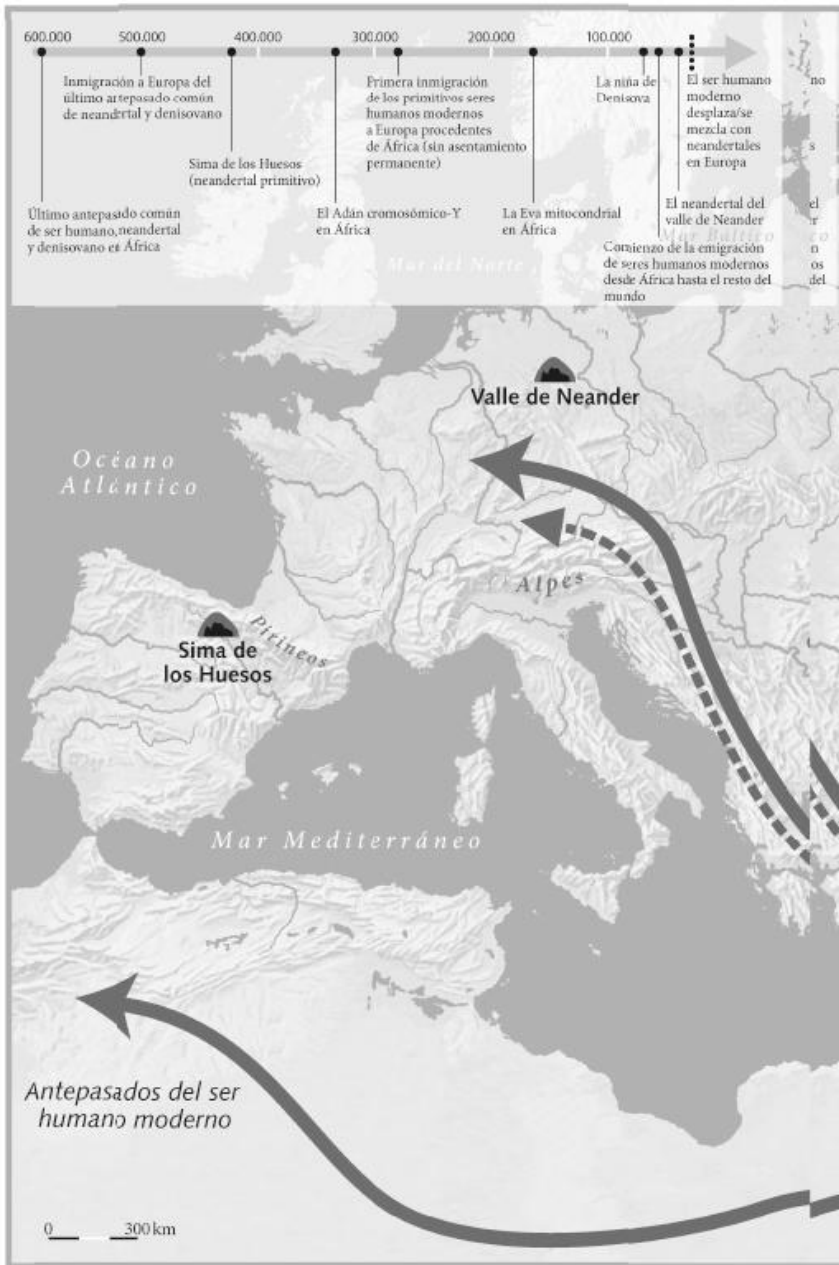 600.000 500.000 400.000 300.000 200.000 100.000
Inmigración a Europa del
último antepasado común
de neandertal y denisovano
Primera inmigración
de los primitivos seres
humanos modernos
a Europa procedentes
de África (sin asentamiento
permanente)
La niña de
Denisova
El ser humano
moderno
desplaza/se
mezcla con
neandertales
en Europa
no
s
Sima de los Huesos
(neandertal primitivo)
Último antepasado común
de ser humano, neandertal
y denisovano en África
El Adán cromosómico-Y
en África
La Eva mitocondrial
en África
El neandertal del
valle de Neander
el
er
Comienzo de la emigración
de seres humanos modernos
desde África hasta el resto del
mundo
n
os
del
Mar Báltico
co
Mar del Norte
Valle de Neander
Océano
Atlántico
Alpes
Pirineos
Sima de
los Huesos
Mar Mediterráneo
Antepasados del ser
humano moderno
0 300 km